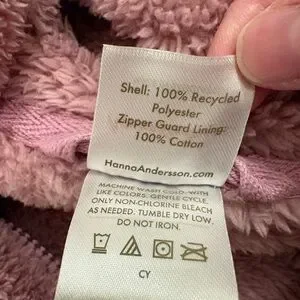 Shell: 100% Recycled
Polyester
Zipper Guard Lining:
100% Cotton
HannaAndersson.com
MACHINE WASH COLD, WITH
LIKE COLORS. GENTLE CYCLE.
ONLY NON-CHLORINE BLEACH
AS NEEDED. TUMBLE DRY LOW.
DO NOT IRON.
CY